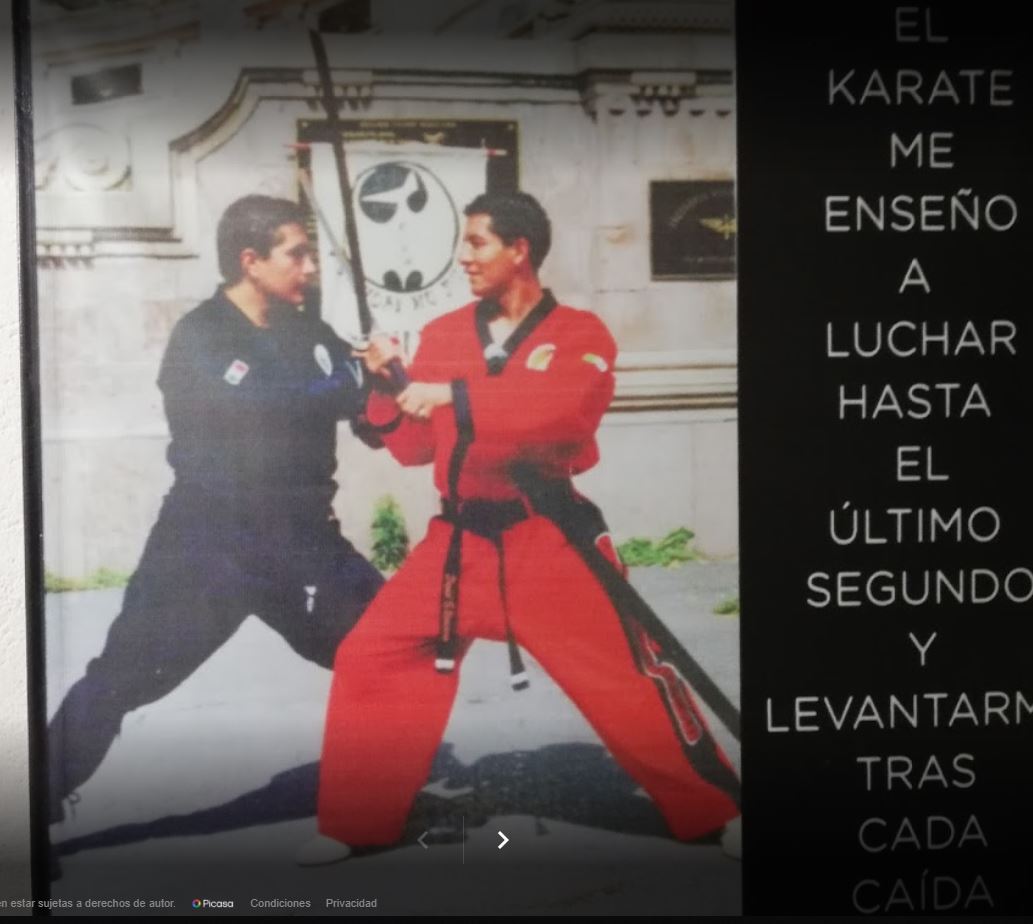 EL
KARATE
ME
ENSEÑO
A
LUCHAR
HASTA
EL
ÚLTIMO
SEGUNDO
Y
LEVANTARM
TRAS
CADA
CAÍDA
en estar sujetas a derechos de autor. Picasa Condiciones Privacidad